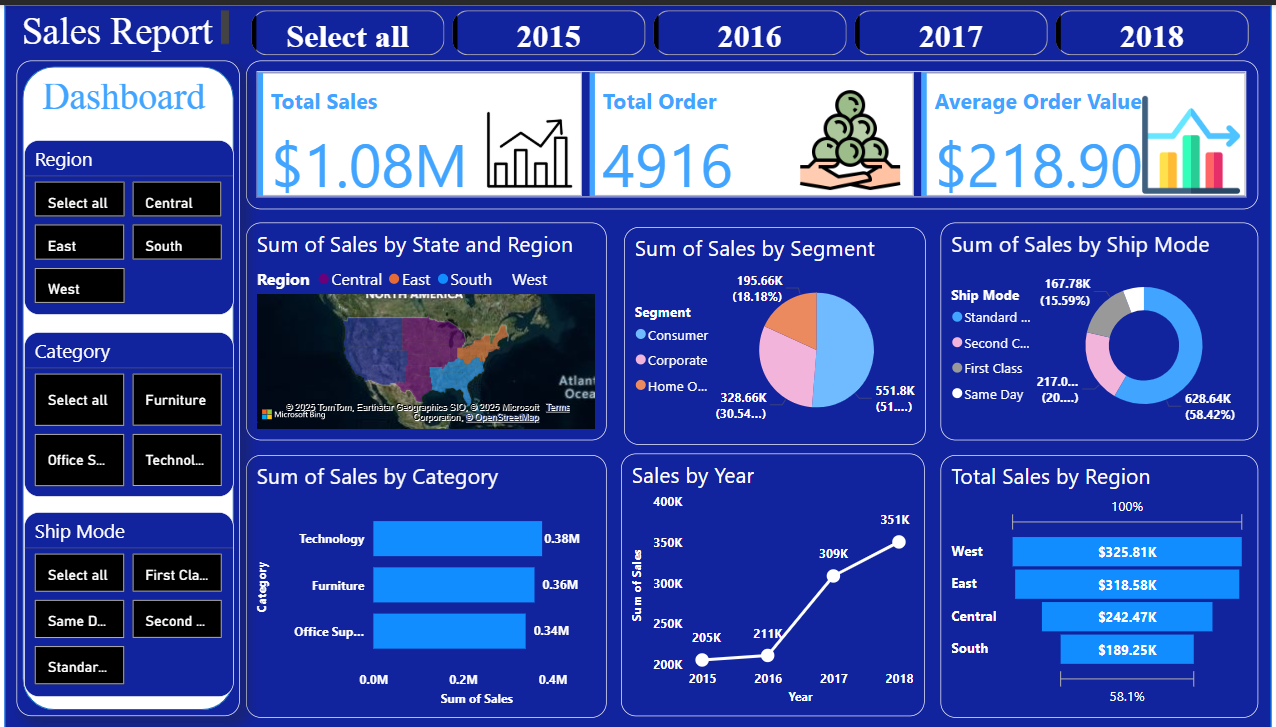 Sales Report
Select all
2015
2016
2017
2018
Dashboard
Region
Select all
Central
East
South
West
Category
Select all
Furniture
Office S...
Technol...
Ship Mode
Select all
First Cla...
Same D...
Second ...
Standar...
Total Sales
$1.08M
Total Order
4916
Average Order Value
$218.90
Sum of Sales by State and Region
Region Central East South West
NORTH AMERICA
Atlant
Ocea
© 2025 TomTom, Earthstar Geographics SIO, © 2025 Microsoft Terms
Corporation, © OpenStreetMap
Microsoft Bing
Sum of Sales by Segment
Segment
Consumer
Corporate
Home O...
195.66K
(18.18%)
328.66K
(30.54...)
551.8K
(51....)
Sum of Sales by Ship Mode
Ship Mode
Standard ...
Second C...
First Class
Same Day
167.78K
(15.59%)
217.0...
(20....)
628.64K
(58.42%)
Sum of Sales by Category
Category
Technology 0.38M
Furniture 0.36M
Office Sup... 0.34M
0.0M 0.2M 0.4M
Sum of Sales
Sales by Year
Sum of Sales
400K
350K
300K
250K
200K
205K
211K
309K
351K
2015 2016 2017 2018
Year
Total Sales by Region
100%
West $325.81K
East $318.58K
Central $242.47K
South $189.25K
58.1%